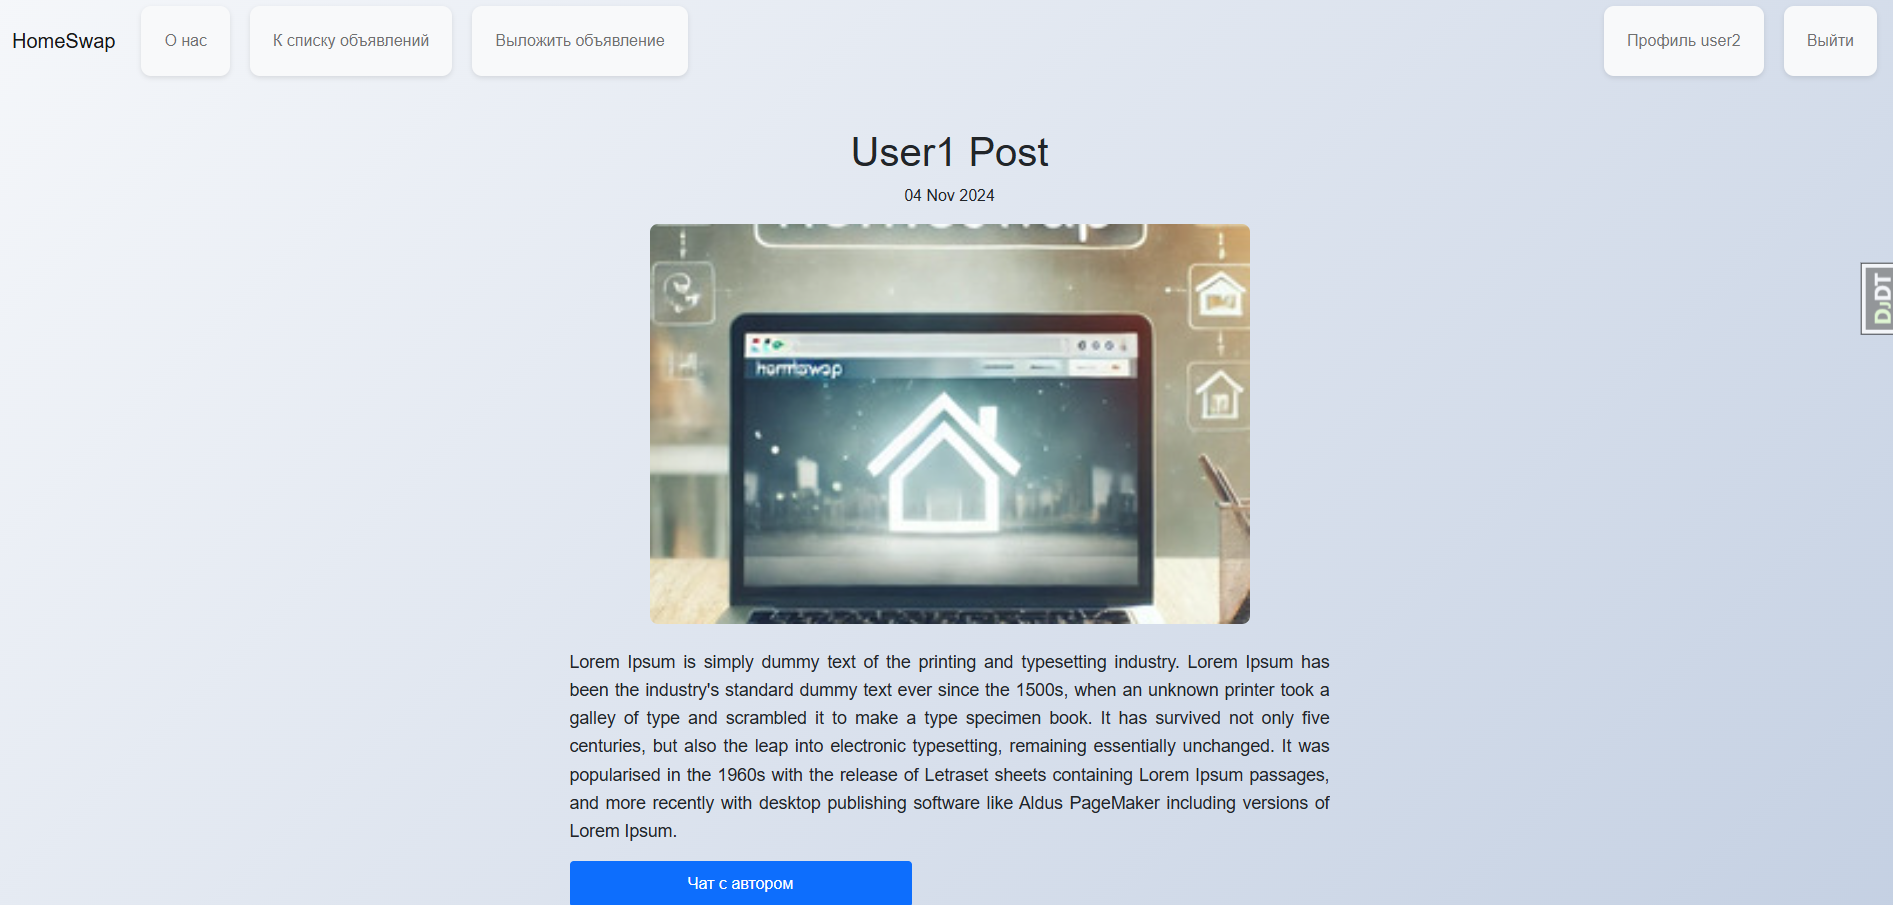 HomeSwap
О нас
К списку объявлений
Выложить объявление
Профиль user2
Выйти
User1 Post
04 Nov 2024
DJDT
Lorem Ipsum is simply dummy text of the printing and typesetting industry. Lorem Ipsum has
been the industry's standard dummy text ever since the 1500s, when an unknown printer took a
galley of type and scrambled it to make a type specimen book. It has survived not only five
centuries, but also the leap into electronic typesetting, remaining essentially unchanged. It was
popularised in the 1960s with the release of Letraset sheets containing Lorem Ipsum passages,
and more recently with desktop publishing software like Aldus PageMaker including versions of
Lorem Ipsum.
Чат с автором